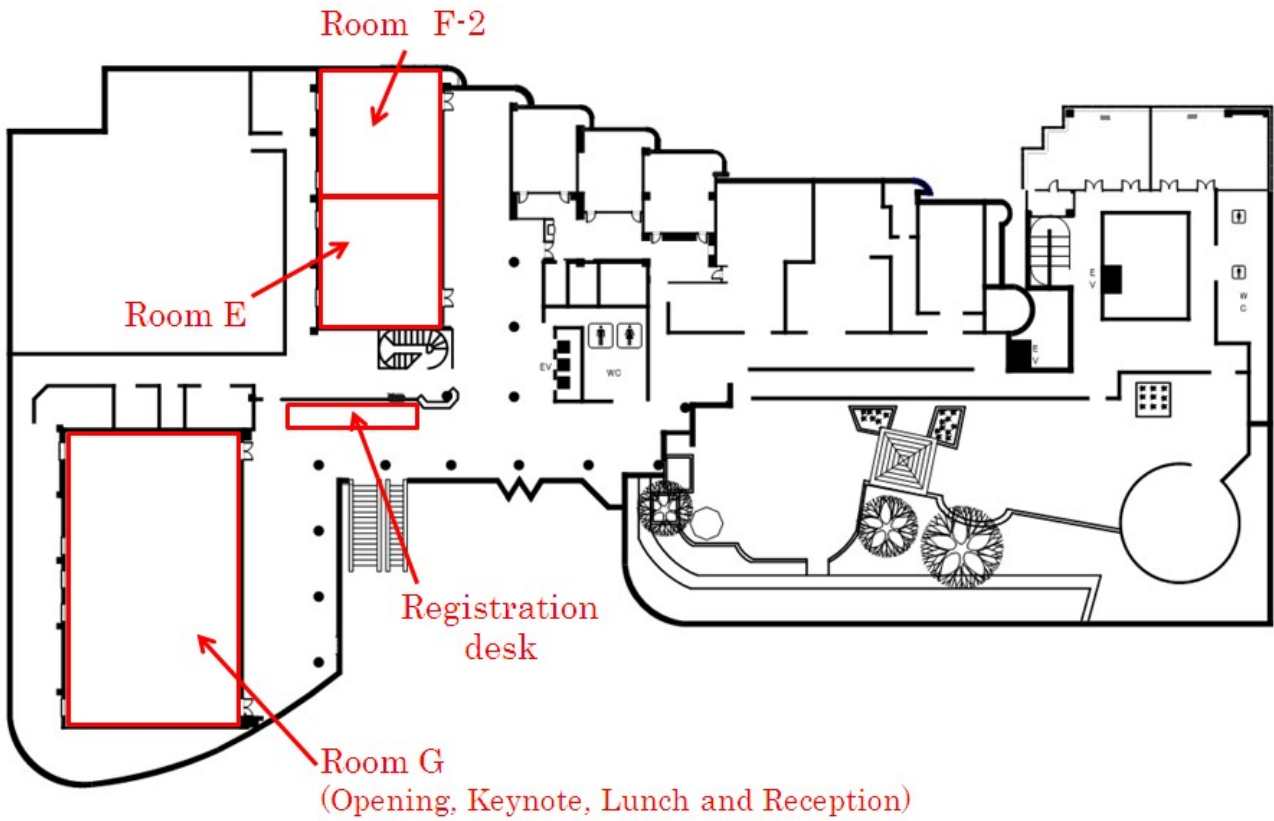 Room F-2
Room E
EV
WC
EV
EV
WC
Registration
desk
Room G
(Opening, Keynote, Lunch and Reception)